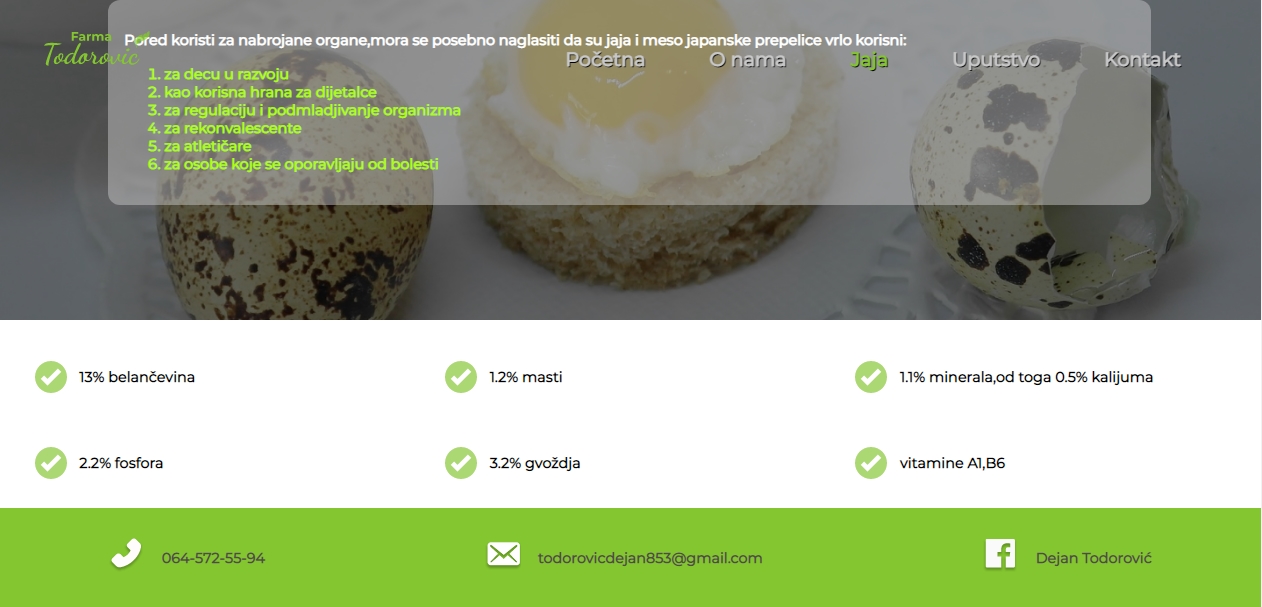 Farma
Todorović
Pored koristi za nabrojane organe,mora se posebno naglasiti da su jaja i meso japanske prepelice vrlo korisni:
Početna O nama Jaja Uputstvo Kontakt
1. za decu u razvoju
2. kao korisna hrana za dijetalce
3. za regulaciju i podmladjivanje organizma
4. za rekonvalescente
5. za atletičare
6. za osobe koje se oporavljaju od bolesti
13% belančevina
1.2% masti
1.1% minerala,od toga 0.5% kalijuma
2.2% fosfora
3.2% gvoždja
vitamine A1,B6
064-572-55-94
todorovicdejan853@gmail.com
Dejan Todorović